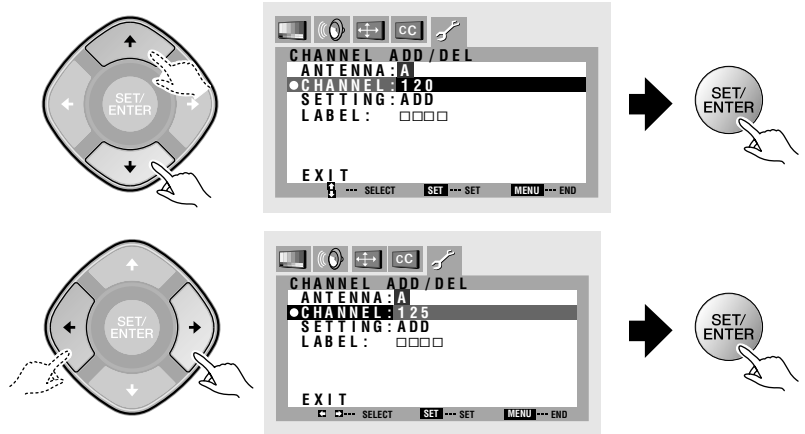 SET/
ENTER
CC
CHANNEL ADD/DEL
ANTENNA:A
●CHANNEL:120
SETTING:ADD
LABEL: □□□□
EXIT
--- SELECT SET --- SET MENU --- END
SET/
ENTER
SET/
ENTER
CC
CHANNEL ADD/DEL
ANTENNA:A
●CHANNEL:125
SETTING:ADD
LABEL: □□□□
EXIT
--- SELECT SET --- SET MENU --- END
SET/
ENTER